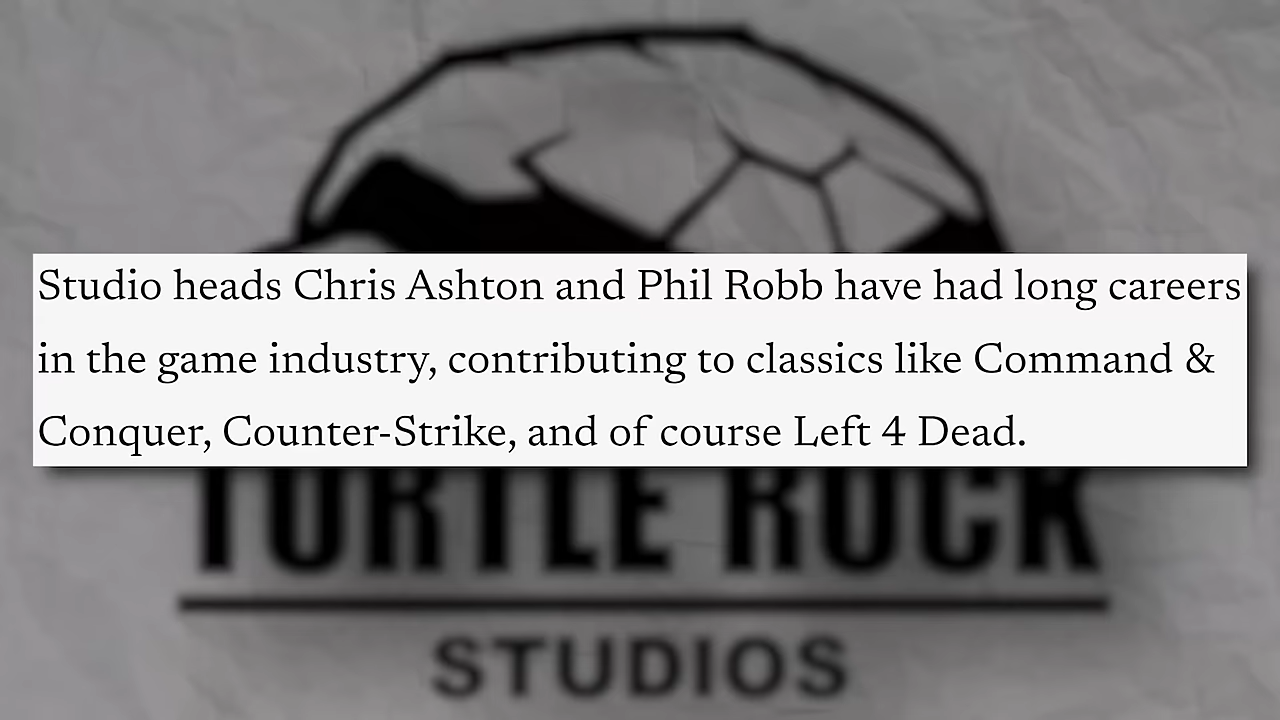 Studio heads Chris Ashton and Phil Robb have had long careers
in the game industry, contributing to classics like Command &
Conquer, Counter-Strike, and of course Left 4 Dead.
TURTLE ROCK
STUDIOS